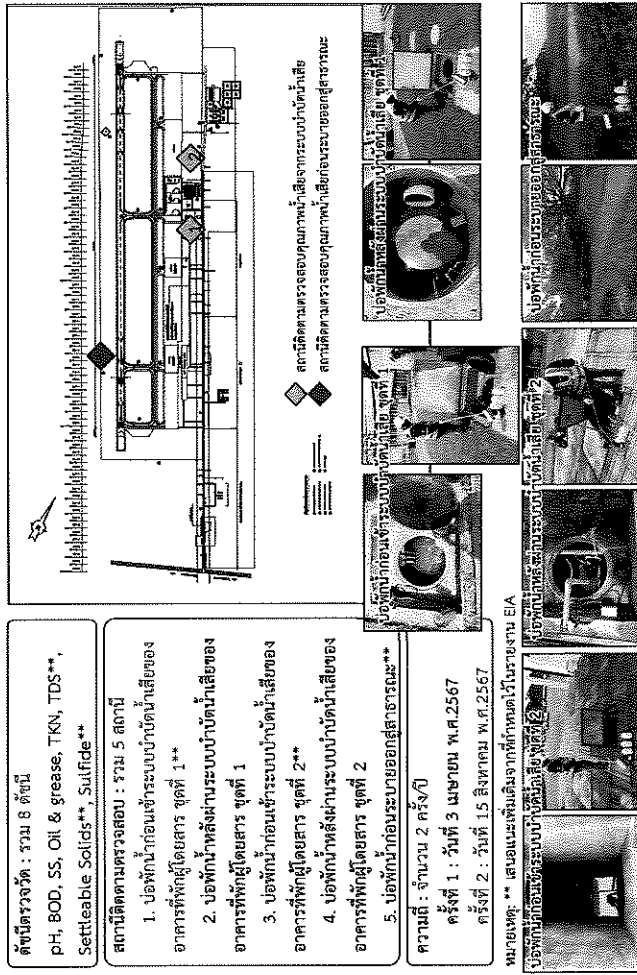 ดัชนีตรวจวัด : รวม 8 ดัชนี
pH, BOD, SS, Oil & grease, TKN, TDS**,
Settleable Solids**, Sulfide**
สถานีติดตามตรวจสอบ : รวม 5 สถานี
1. บ่อพักน้ำก่อนเข้าระบบบำบัดน้ำเสียของ
อาคารที่พักผู้โดยสาร ชุดที่ 1**
2. บ่อพักน้ำหลังผ่านระบบบำบัดน้ำเสียของ
อาคารที่พักผู้โดยสาร ชุดที่ 1
3. บ่อพักน้ำก่อนเข้าระบบบำบัดน้ำเสียของ
อาคารที่พักผู้โดยสาร ชุดที่ 2**
4. บ่อพักน้ำหลังผ่านระบบบำบัดน้ำเสียของ
อาคารที่พักผู้โดยสาร ชุดที่ 2
5. บ่อพักน้ำก่อนระบายออกสู่สาธารณะ**
ความถี่ : จำนวน 2 ครั้ง/ปี
ครั้งที่ 1 : วันที่ 3 เมษายน พ.ศ.2567
ครั้งที่ 2 : วันที่ 15 สิงหาคม พ.ศ.2567
หมายเหตุ: ** เสนอแนะเพิ่มเติมจากที่กำหนดไว้ในรายงาน EIA
สถานีติดตามตรวจสอบคุณภาพน้ำเสียจากระบบบำบัดน้ำเสีย
สถานีติดตามตรวจสอบคุณภาพน้ำเสียก่อนระบายออกสู่สาธารณะ
บ่อพักน้ำก่อนเข้าระบบบำบัดน้ำเสีย ชุดที่ 1
บ่อพักน้ำหลังผ่านระบบบำบัดน้ำเสีย ชุดที่ 1
บ่อพักน้ำก่อนเข้าระบบบำบัดน้ำเสีย ชุดที่ 2
บ่อพักน้ำหลังผ่านระบบบำบัดน้ำเสีย ชุดที่ 2
บ่อพักน้ำก่อนระบายออกสู่สาธารณะ